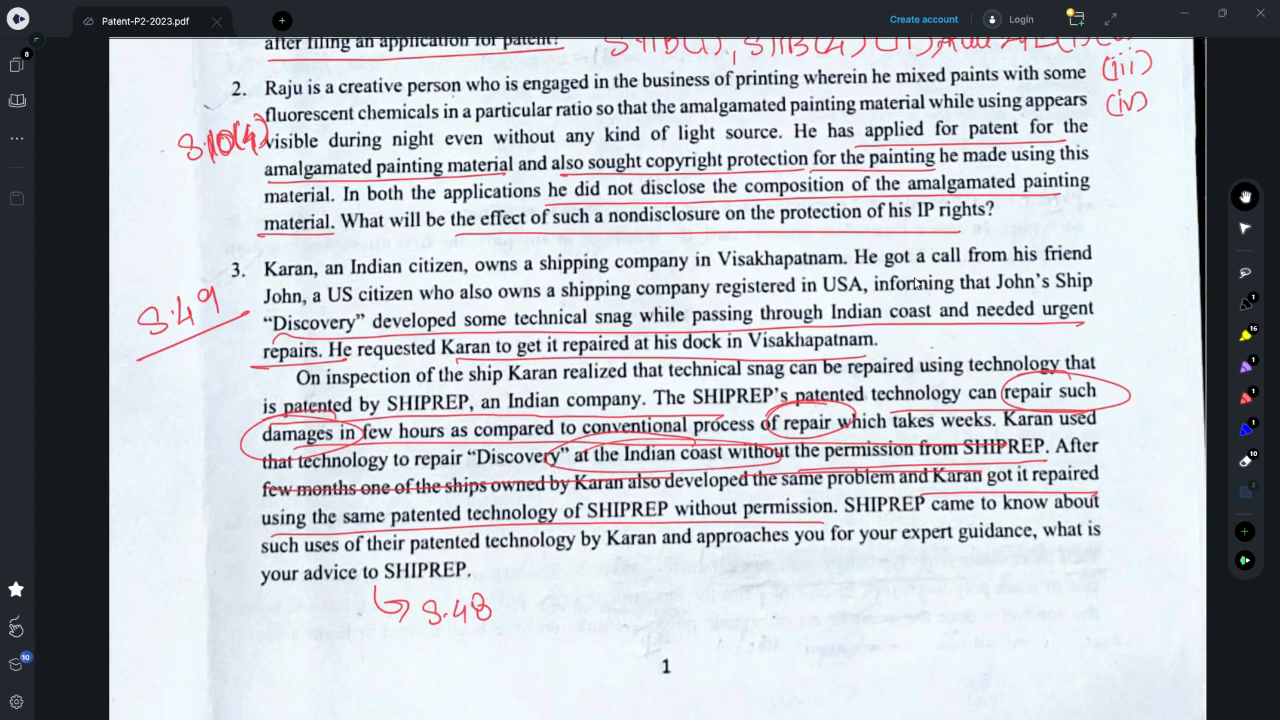 Patent-P2-2023.pdf
Create account
Login
after filing an application for patent?
2. Raju is a creative person who is engaged in the business of printing wherein he mixed paints with some (iii)
fluorescent chemicals in a particular ratio so that the amalgamated painting material while using appears (iv)
S.10(4) visible during night even without any kind of light source. He has applied for patent for the
amalgamated painting material and also sought copyright protection for the painting he made using this
material. In both the applications he did not disclose the composition of the amalgamated painting
material. What will be the effect of such a nondisclosure on the protection of his IP rights?
3. Karan, an Indian citizen, owns a shipping company in Visakhapatnam. He got a call from his friend
John, a US citizen who also owns a shipping company registered in USA, informing that John's Ship
S.49 "Discovery" developed some technical snag while passing through Indian coast and needed urgent
repairs. He requested Karan to get it repaired at his dock in Visakhapatnam.
On inspection of the ship Karan realized that technical snag can be repaired using technology that
is patented by SHIPREP, an Indian company. The SHIPREP's patented technology can repair such
damages in few hours as compared to conventional process of repair which takes weeks. Karan used
that technology to repair "Discovery" at the Indian coast without the permission from SHIPREP. After
few months one of the ships owned by Karan also developed the same problem and Karan got it repaired
using the same patented technology of SHIPREP without permission. SHIPREP came to know about
such uses of their patented technology by Karan and approaches you for your expert guidance, what is
your advice to SHIPREP.
S.48
1
8
10
1
16
1
1
1
10
1